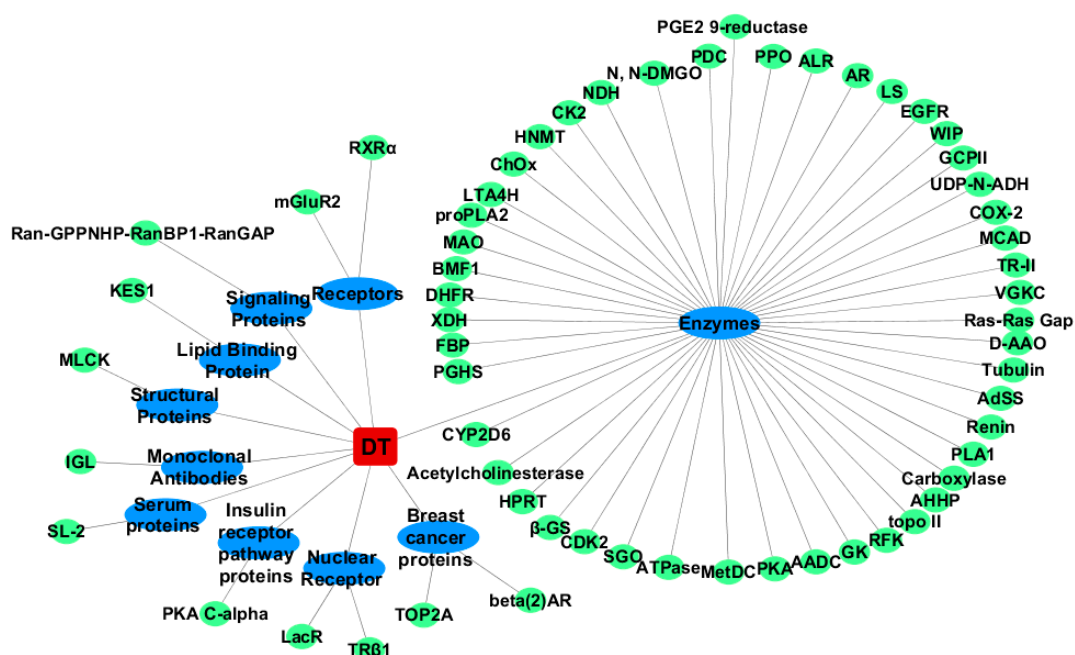 PGE2 9-reductase
PDC
PPO
ALR
N, N-DMGO
AR
NDH
LS
CK2
EGFR
HNMT
WIP
RXRα
ChOx
GCPII
LTA4H
UDP-N-ADH
mGluR2
proPLA2
COX-2
Ran-GPPNHP-RanBP1-RanGAP
MAO
MCAD
BMF1
TR-II
KES1
Signaling
Proteins
Receptors
DHFR
VGKC
XDH
Enzymes
Ras-Ras Gap
FBP
D-AAO
MLCK
Lipid Binding
Protein
PGHS
Tubulin
Structural
Proteins
AdSS
CYP2D6
DT
Renin
IGL
Monoclonal
Antibodies
Acetylcholinesterase
PLA1
Carboxylase
HPRT
AHHP
SL-2
Serum
proteins
Insulin
receptor
pathway
proteins
Breast
cancer
proteins
β-GS
topo II
CDK2
RFK
Nuclear
Receptor
SGO
GK
ATPase
MetDC
PKA
AADC
PKA C-alpha
TOP2A
beta(2)AR
LacR
TRβ1